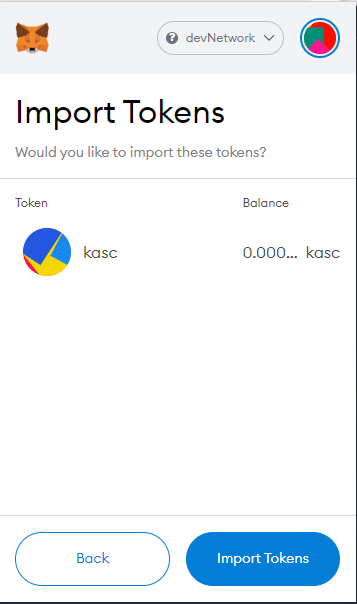 devNetwork
Import Tokens
Would you like to import these tokens?
Token Balance
kasc 0.000... kasc
Back Import Tokens